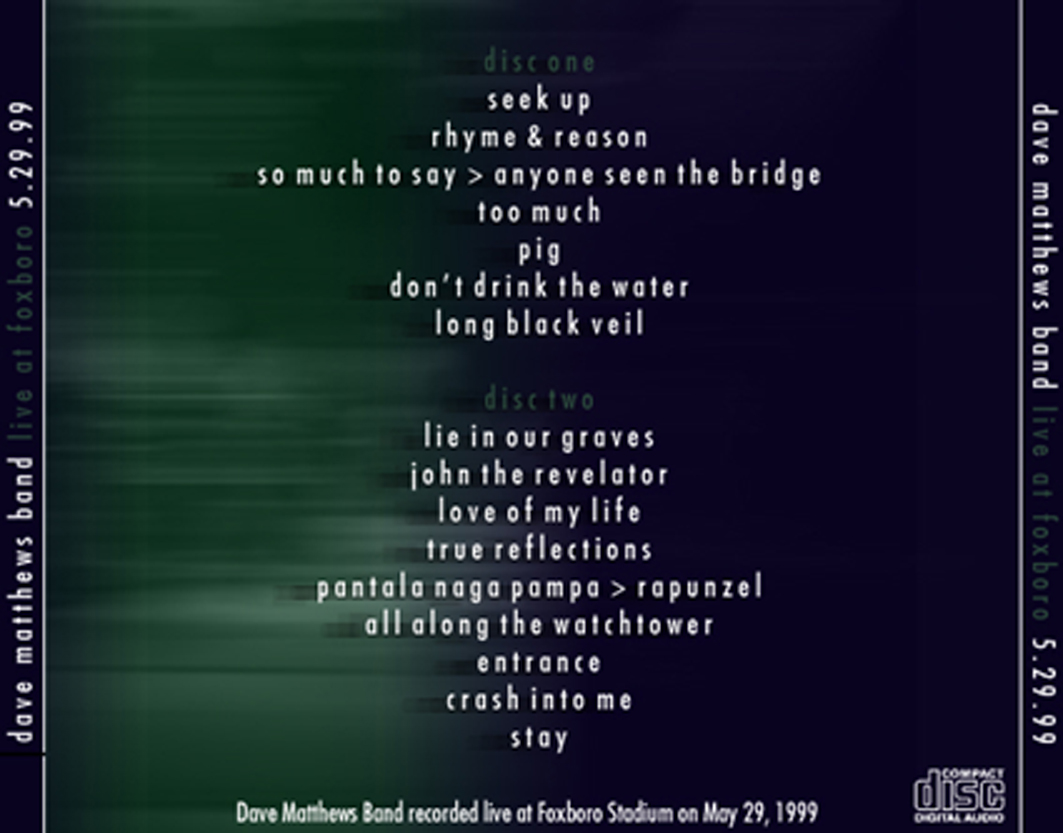 disc one
seek up
rhyme & reason
so much to say > anyone seen the bridge
too much
pig
don't drink the water
long black veil
disc two
lie in our graves
john the revelator
love of my life
true reflections
pantala naga pampa > rapunzel
all along the watchtower
entrance
crash into me
stay
Dave Matthews Band recorded live at Foxboro Stadium on May 29, 1999
dave matthews band live at foxboro 5.29.99
dave matthews band live at foxboro 5.29.99
COMPACT
disc
DIGITAL AUDIO